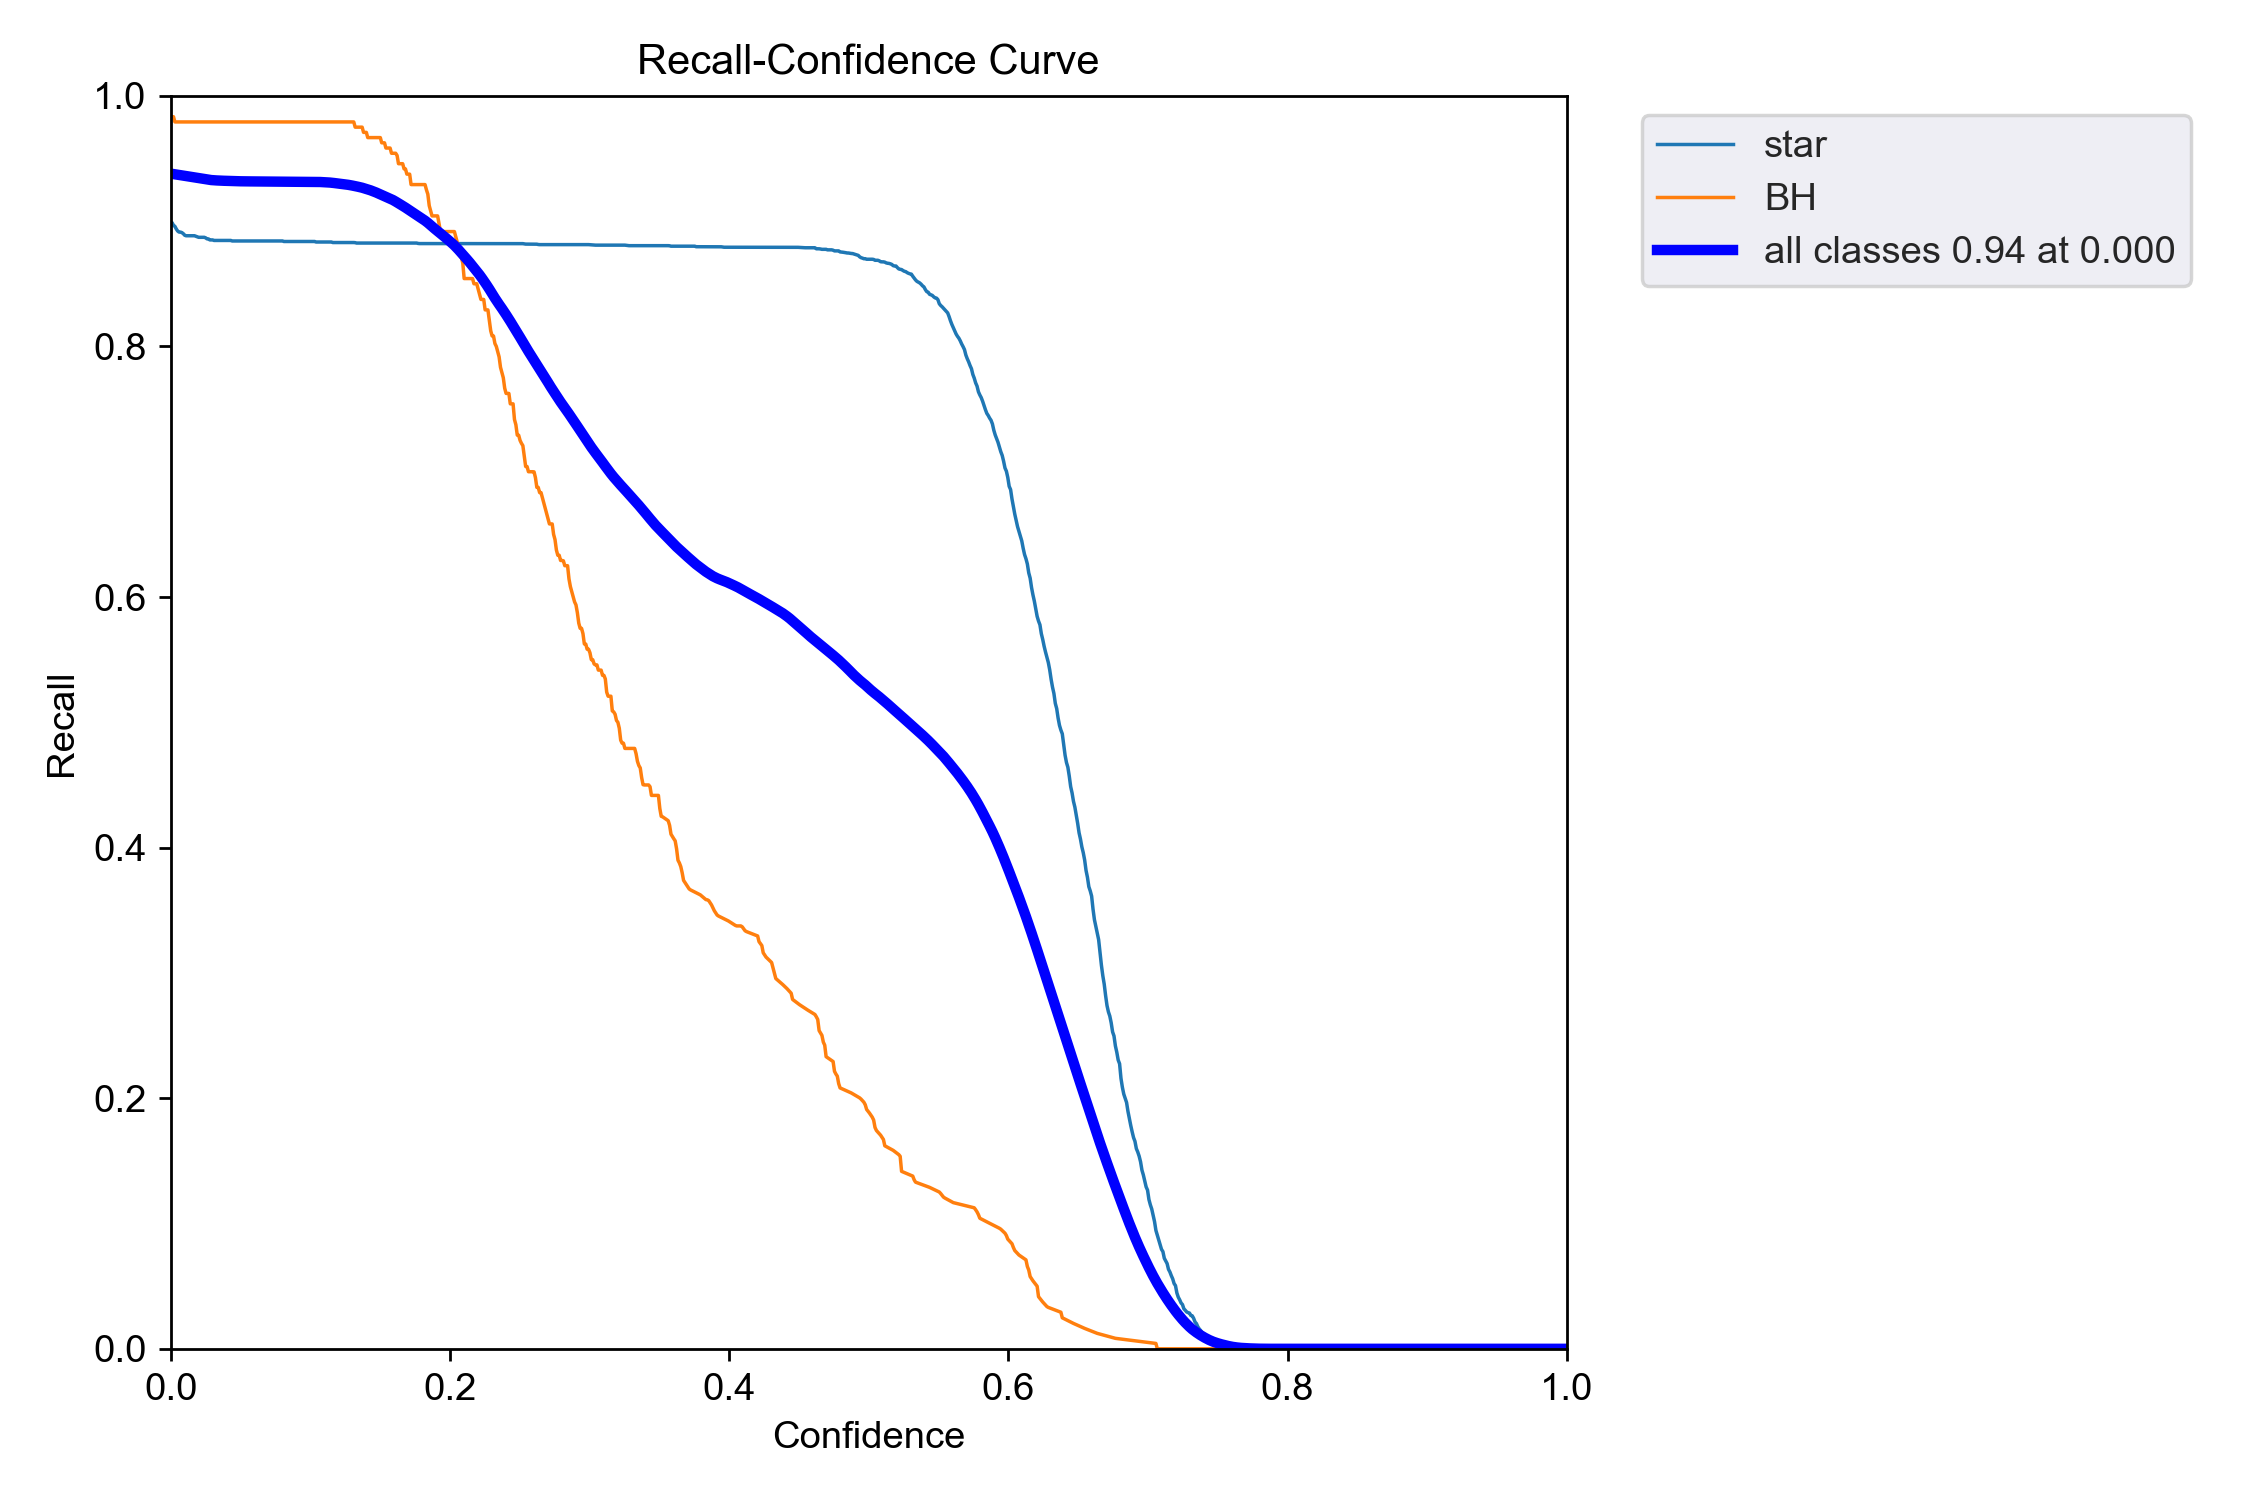 Recall-Confidence Curve
1.0
0.8
0.6
0.4
0.2
0.0
Recall
0.0 0.2 0.4 0.6 0.8 1.0
Confidence
star
BH
all classes 0.94 at 0.000